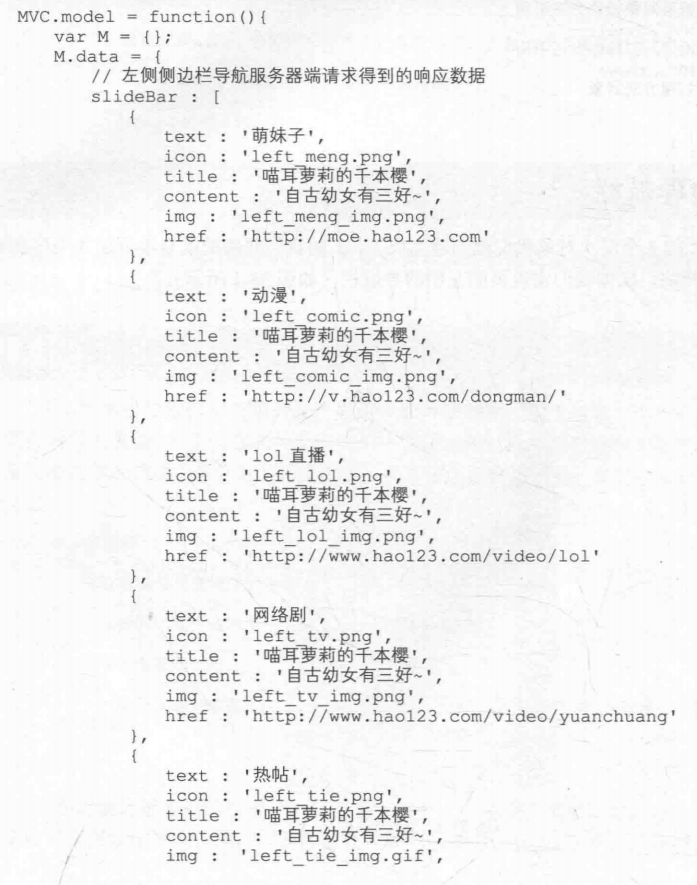 MVC.model = function(){
var M = {};
M.data = {
// 左侧侧边栏导航服务器端请求得到的响应数据
slideBar : [
{
text : '萌妹子',
icon : 'left_meng.png',
title : '喵耳萝莉的千本樱',
content : '自古幼女有三好~',
img : 'left_meng_img.png',
href : 'http://moe.hao123.com'
},
{
text : '动漫',
icon : 'left_comic.png',
title : '喵耳萝莉的千本樱',
content : '自古幼女有三好~',
img : 'left_comic_img.png',
href : 'http://v.hao123.com/dongman/'
},
{
text : 'lol 直播',
icon : 'left_lol.png',
title : '喵耳萝莉的千本樱',
content : '自古幼女有三好~',
img : 'left_lol_img.png',
href : 'http://www.hao123.com/video/lol'
},
{
text : '网络剧',
icon : 'left_tv.png',
title : '喵耳萝莉的千本樱',
content : '自古幼女有三好~',
img : 'left_tv_img.png',
href : 'http://www.hao123.com/video/yuanchuang'
},
{
text : '热帖',
icon : 'left_tie.png',
title : '喵耳萝莉的千本樱',
content : '自古幼女有三好~',
img : 'left_tie_img.gif',